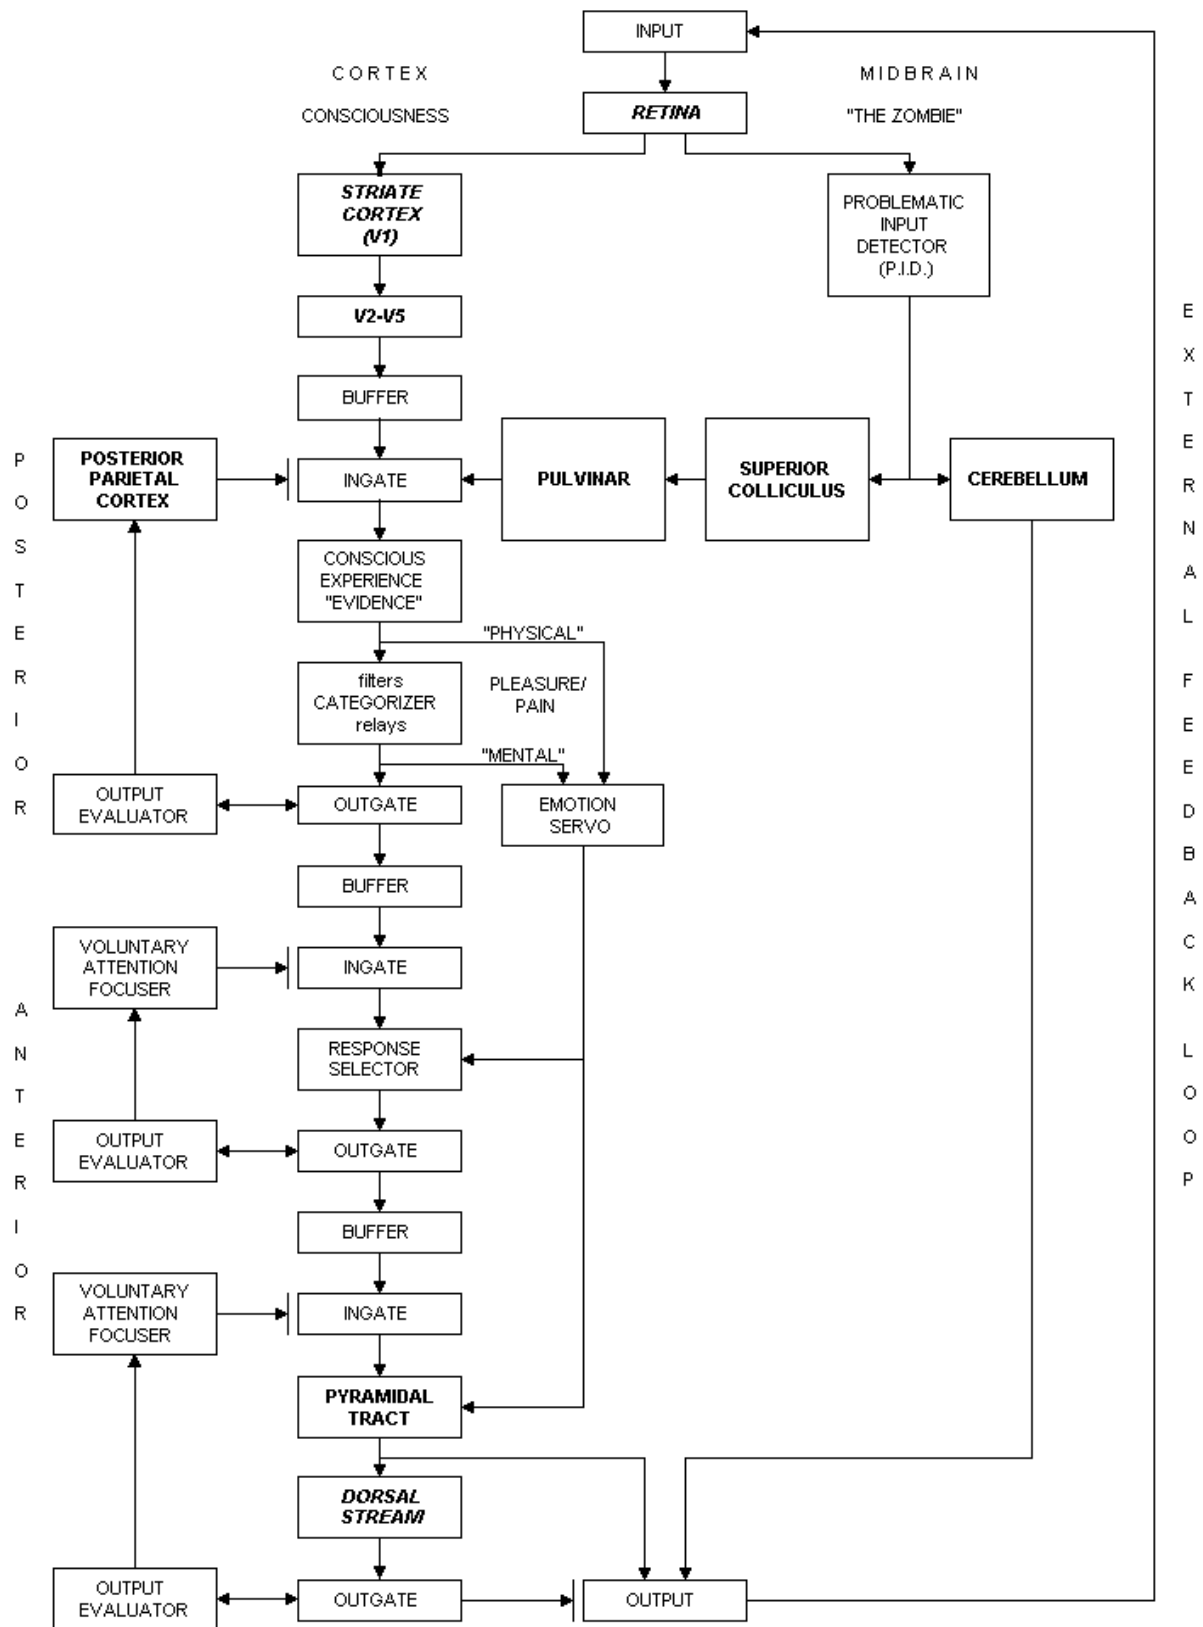 INPUT
C O R T E X
M I D B R A I N
CONSCIOUSNESS
RETINA
"THE ZOMBIE"
STRIATE
CORTEX
(V1)
PROBLEMATIC
INPUT
DETECTOR
(P.I.D.)
V2-V5
BUFFER
POSTERIOR
PARIETAL
CORTEX
INGATE
PULVINAR
SUPERIOR
COLLICULUS
CEREBELLUM
CONSCIOUS
EXPERIENCE
"EVIDENCE"
"PHYSICAL"
filters
CATEGORIZER
relays
PLEASURE/
PAIN
"MENTAL"
OUTPUT
EVALUATOR
OUTGATE
EMOTION
SERVO
BUFFER
VOLUNTARY
ATTENTION
FOCUSER
INGATE
RESPONSE
SELECTOR
OUTPUT
EVALUATOR
OUTGATE
BUFFER
VOLUNTARY
ATTENTION
FOCUSER
INGATE
PYRAMIDAL
TRACT
DORSAL
STREAM
OUTPUT
EVALUATOR
OUTGATE
OUTPUT
P O S T E R I O R
A N T E R I O R
E X T E R N A L F E E D B A C K L O O P